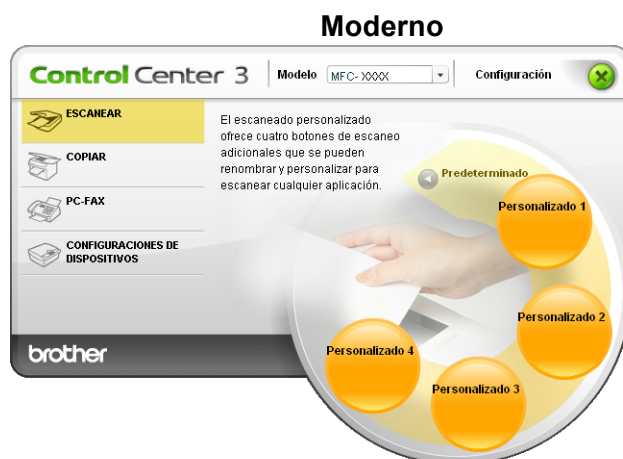 Moderno
Control Center 3
Modelo
MFC-XXXX
Configuración
ESCANEAR
COPIAR
PC-FAX
CONFIGURACIONES DE
DISPOSITIVOS
El escaneado personalizado
ofrece cuatro botones de escaneo
adicionales que se pueden
renombrar y personalizar para
escanear cualquier aplicación.
Predeterminado
Personalizado 1
Personalizado 2
Personalizado 3
Personalizado 4
brother